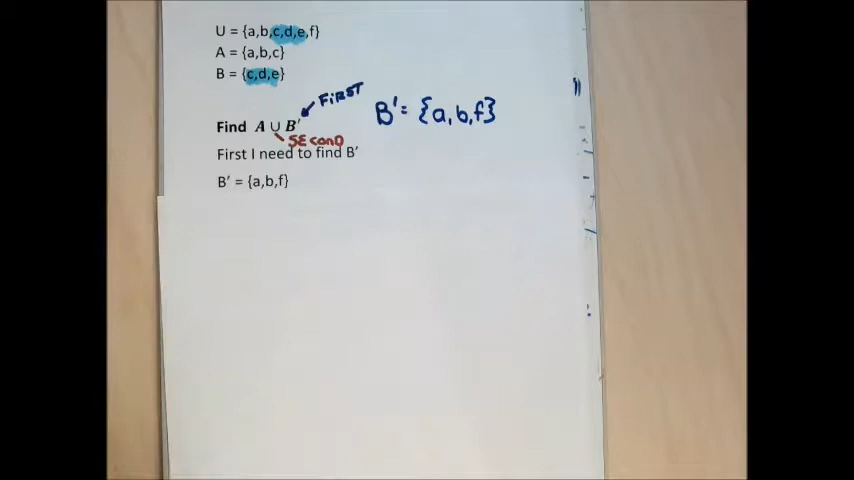 U = {a,b,c,d,e,f}
A = {a,b,c}
B = {c,d,e}
FIRST
B' = {a,b,f}
Find A ∪ B'
SECOND
First I need to find B'
B' = {a,b,f}